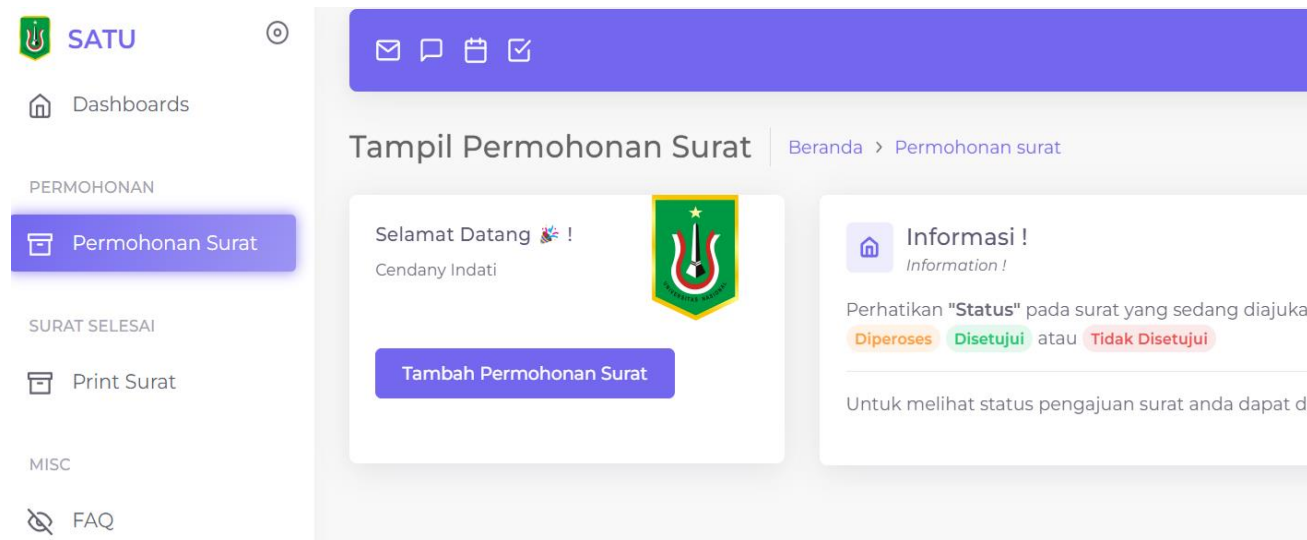 SATU
Dashboards
PERMOHONAN
Permohonan Surat
SURAT SELESAI
Print Surat
MISC
FAQ
Tampil Permohonan Surat
Beranda > Permohonan surat
Selamat Datang 🎉 !
Cendany Indati
UNIVERSITAS NASIONAL
Tambah Permohonan Surat
Informasi !
Information !
Perhatikan "Status" pada surat yang sedang diajuka
Diperoses Disetujui atau Tidak Disetujui
Untuk melihat status pengajuan surat anda dapat d